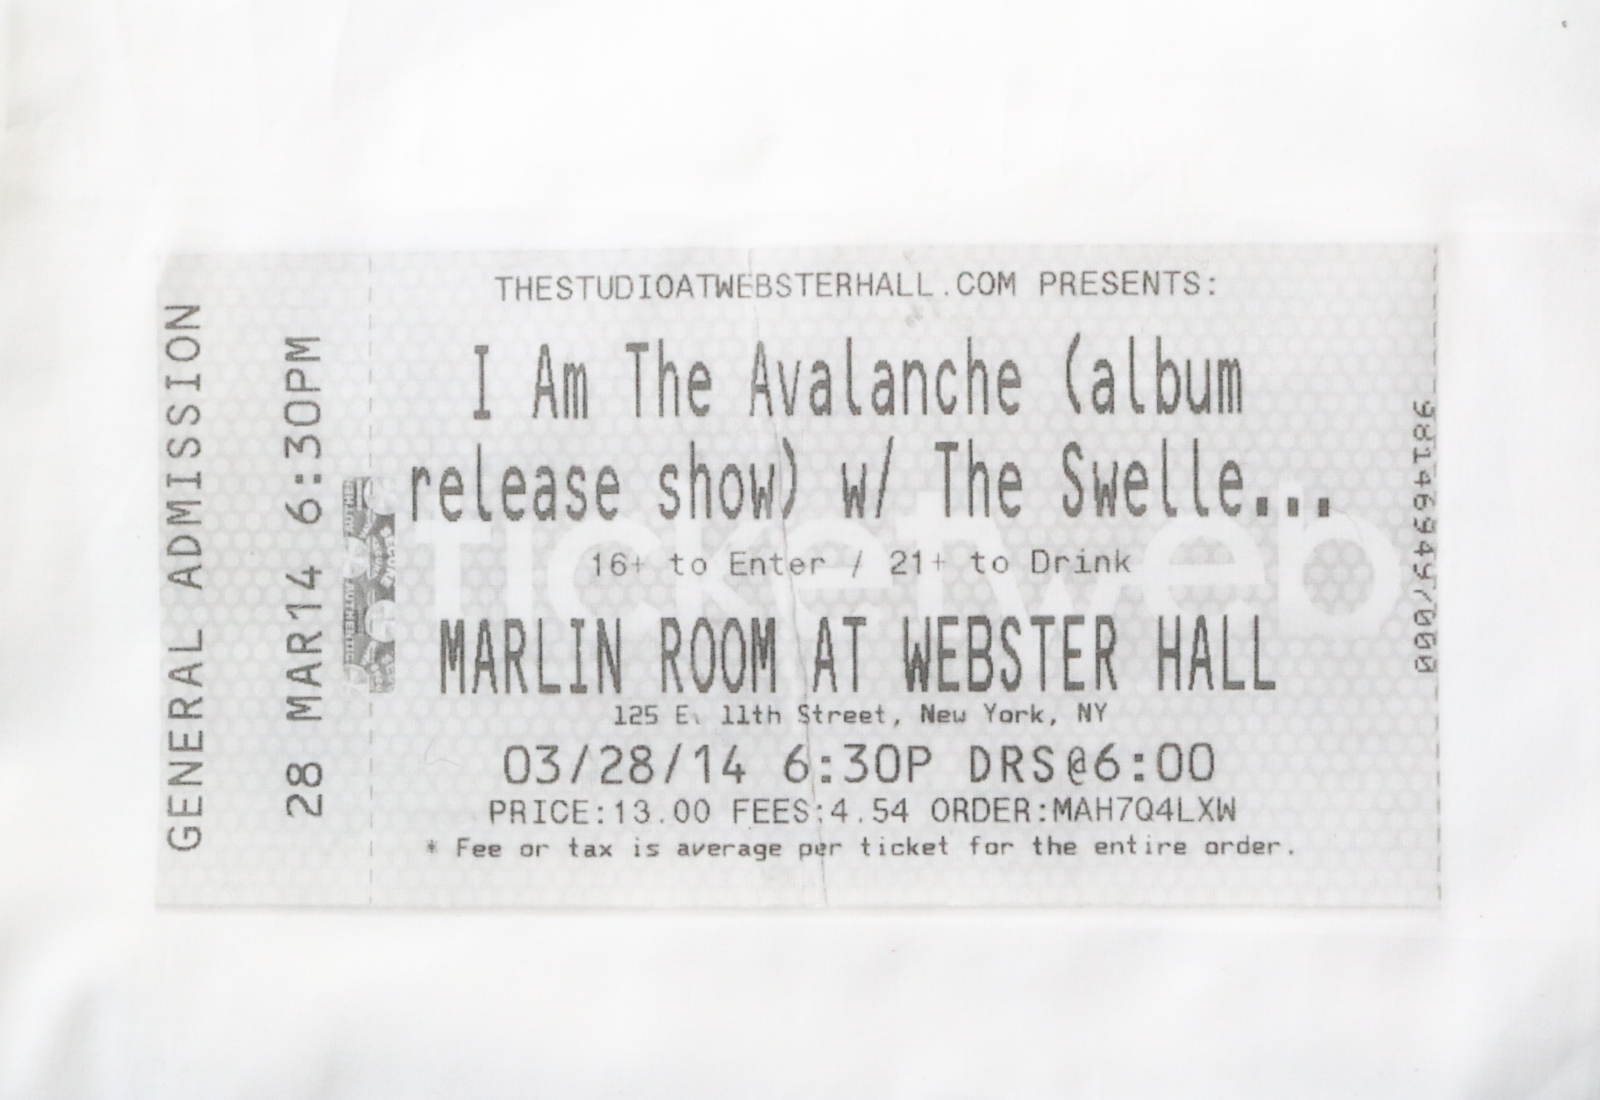 GENERAL ADMISSION
28 MAR14 6:30PM
THESTUDIOATWEBSTERHALL.COM PRESENTS:
I Am The Avalanche (album
release show) w/ The Swelle...
ticketweb
16+ to Enter / 21+ to Drink
MARLIN ROOM AT WEBSTER HALL
125 E. 11th Street, New York, NY
03/28/14 6:30P DRS@6:00
PRICE:13.00 FEES:4.54 ORDER:MAH7Q4LXW
* Fee or tax is average per ticket for the entire order.
981469449/000